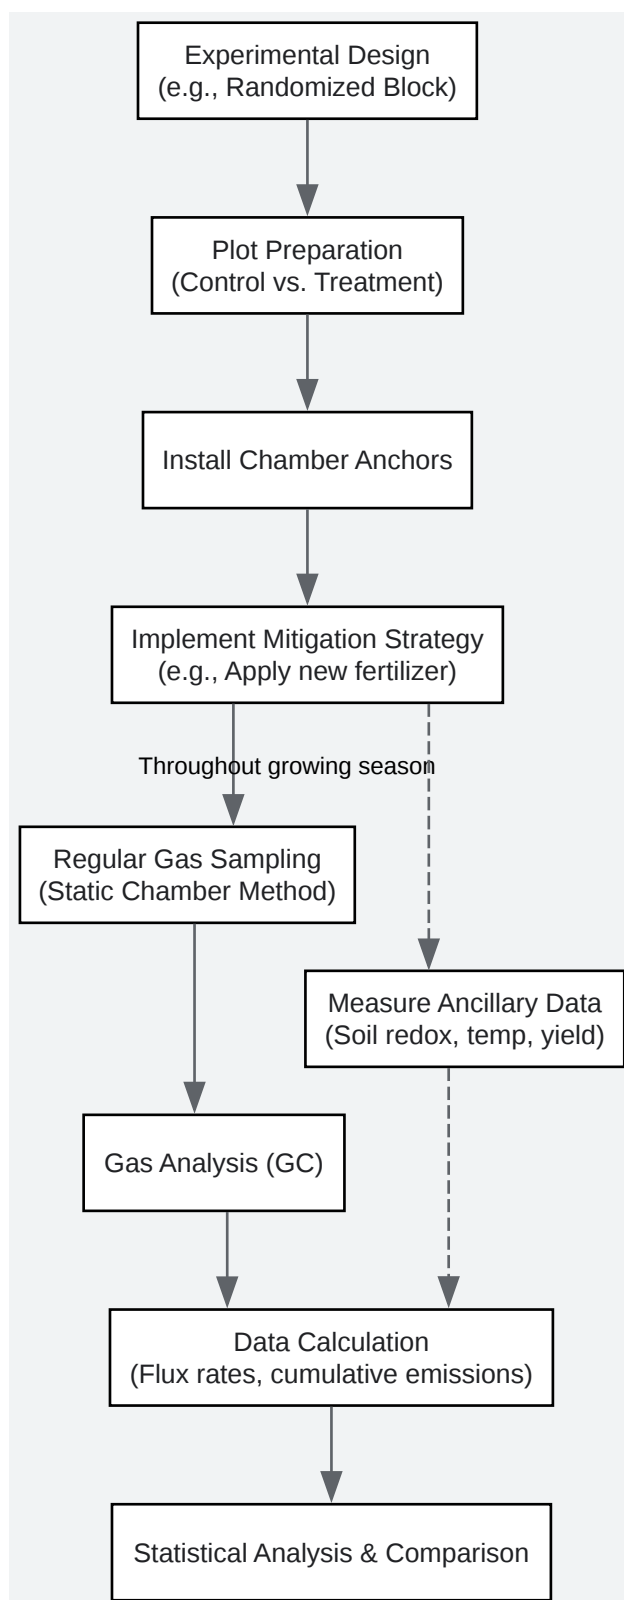 Experimental Design
(e.g., Randomized Block)
Plot Preparation
(Control vs. Treatment)
Install Chamber Anchors
Implement Mitigation Strategy
(e.g., Apply new fertilizer)
Throughout growing season
Regular Gas Sampling
(Static Chamber Method)
Measure Ancillary Data
(Soil redox, temp, yield)
Gas Analysis (GC)
Data Calculation
(Flux rates, cumulative emissions)
Statistical Analysis & Comparison